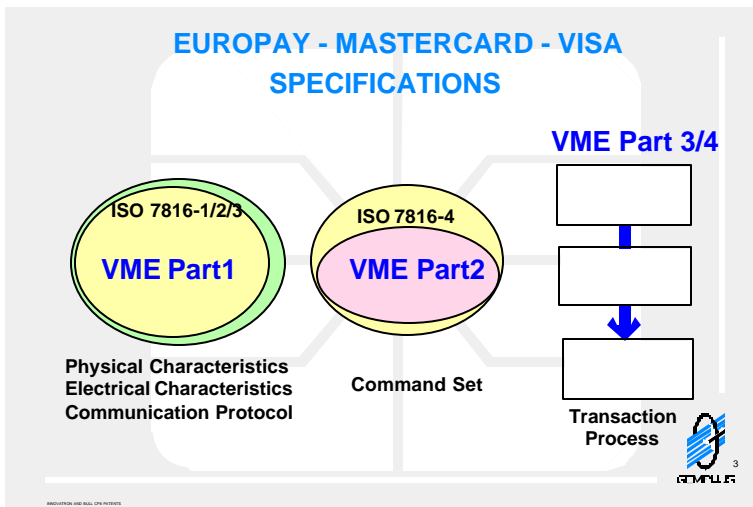 EUROPAY - MASTERCARD - VISA
SPECIFICATIONS
VME Part 3/4
ISO 7816-1/2/3
VME Part1
ISO 7816-4
VME Part2
Physical Characteristics
Electrical Characteristics
Communication Protocol
Command Set
Transaction
Process
3
GEMPLUS
INNOVATRON AND BULL CP8 PATENTS